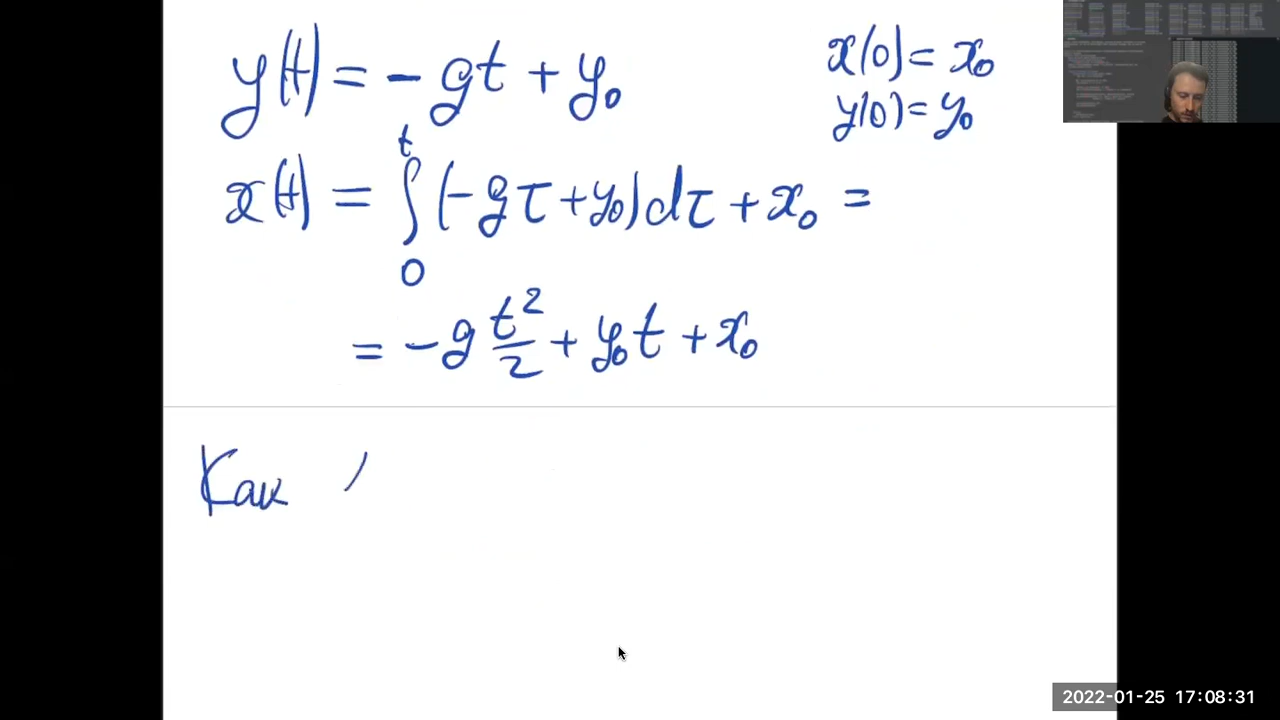 y(t) = - gt + y₀
x(0) = x₀
y(0) = y₀
x(t) = ∫₀ᵗ (-gτ + y₀)dτ + x₀ =
= -g t²/2 + y₀t + x₀
Как
2022-01-25 17:08:31